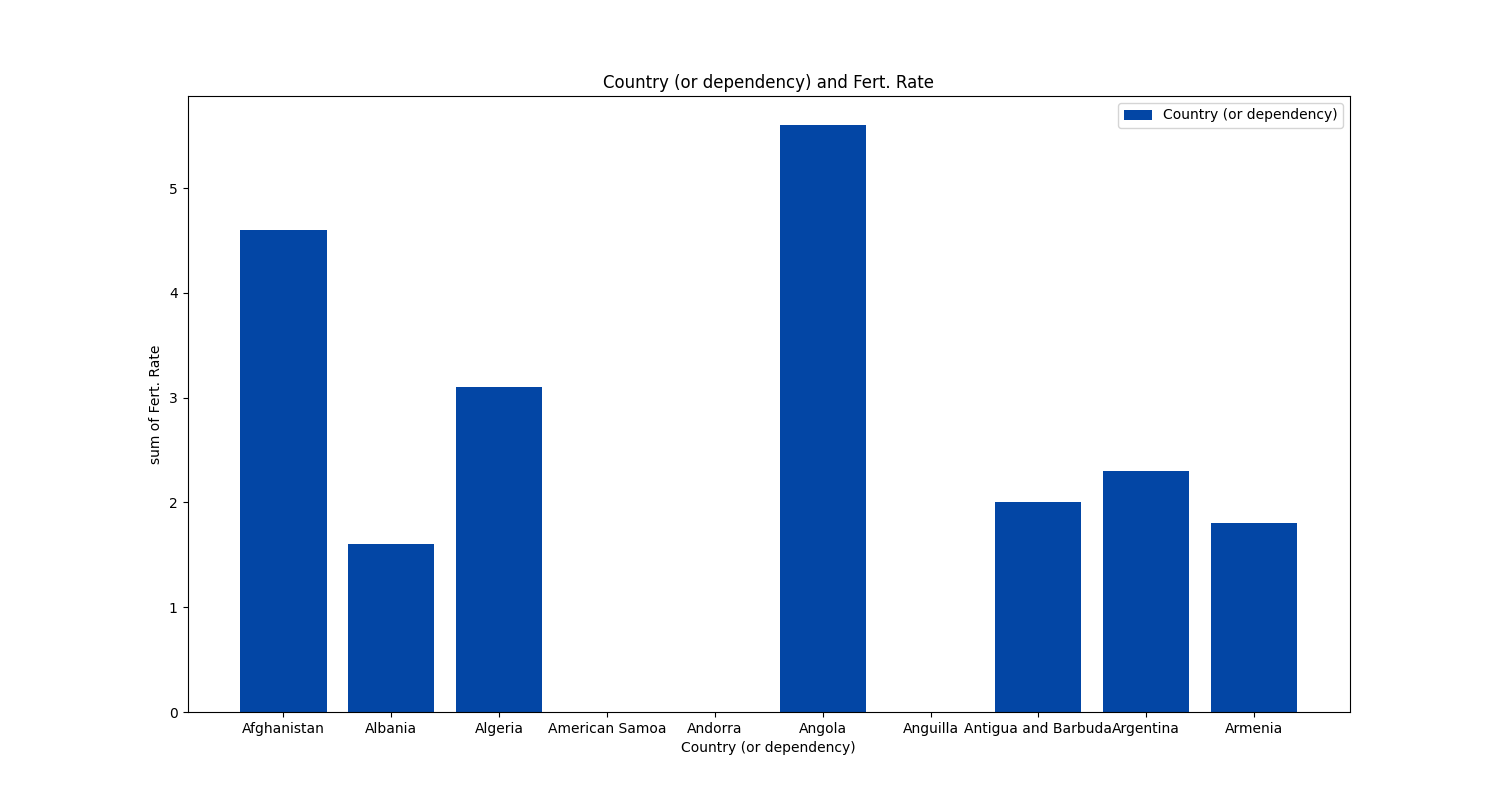 Country (or dependency) and Fert. Rate
Country (or dependency)
sum of Fert. Rate
5
4
3
2
1
0
Afghanistan Albania Algeria American Samoa Andorra Angola Anguilla Antigua and Barbuda Argentina Armenia
Country (or dependency)